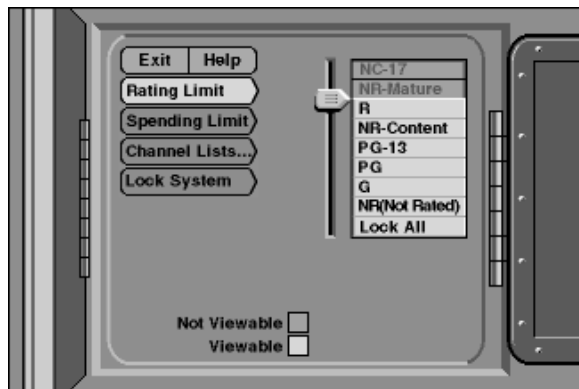 Exit Help
Rating Limit
Spending Limit
Channel Lists...
Lock System
NC-17
NR-Mature
R
NR-Content
PG-13
PG
G
NR(Not Rated)
Lock All
Not Viewable
Viewable